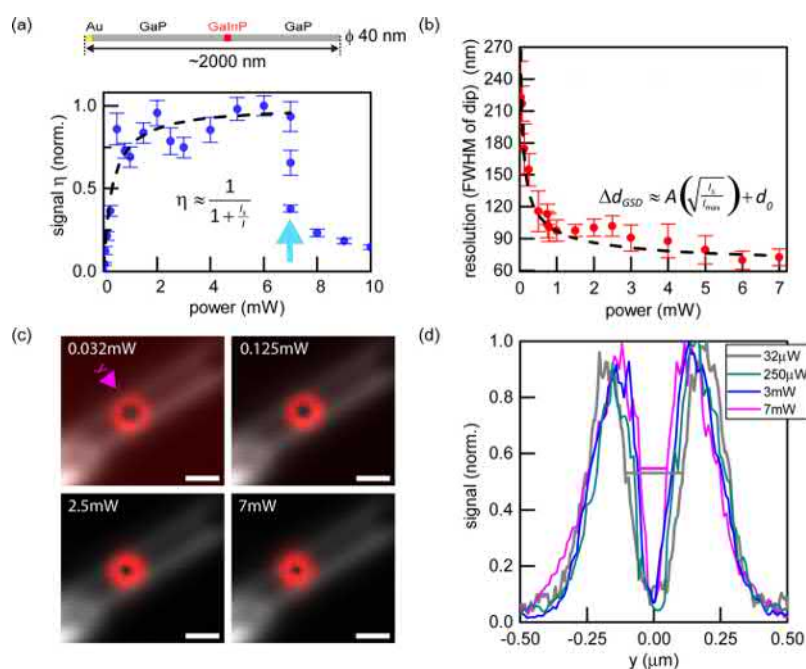 (a)
Au GaP GaInP GaP ϕ 40 nm
~2000 nm
signal η (norm.)
1.0
0.75
0.5
0.25
0.0
η ≈ 1 / (1 + I_s/I)
0 2 4 6 8 10
power (mW)
(b)
resolution (FWHM of dip) (nm)
270
240
210
180
150
120
90
60
Δd_GSD ≈ A(√(I_s/I_max)) + d_0
0 1 2 3 4 5 6 7
power (mW)
(c)
0.032mW
y
0.125mW
2.5mW
7mW
(d)
signal (norm.)
1.0
0.8
0.6
0.4
0.2
0.0
32µW
250µW
3mW
7mW
-0.50 -0.25 0.00 0.25 0.50
y (µm)